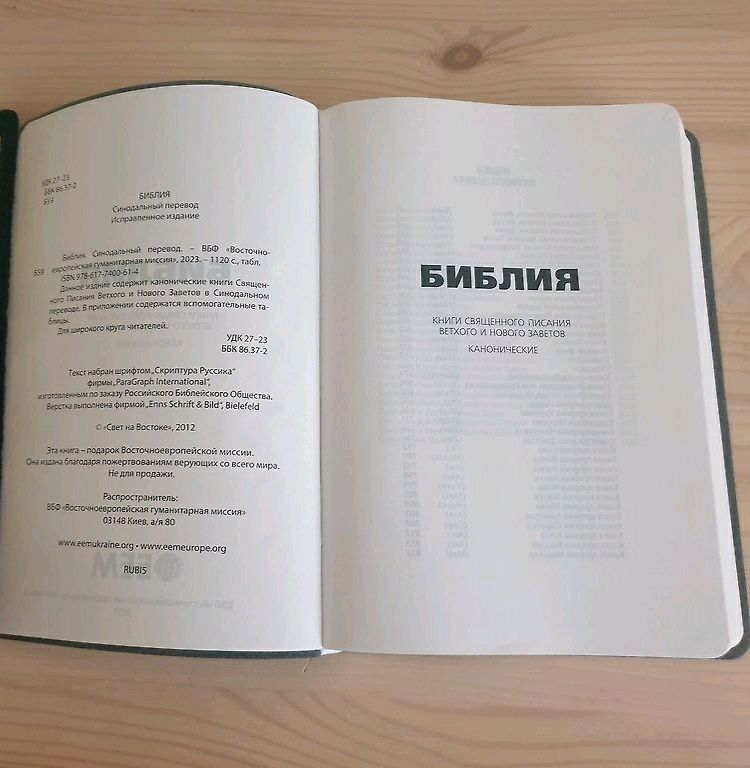 УДК 27–23
ББК 86.37-2
Б59
БИБЛИЯ
Синодальный перевод
Исправленное издание
Библия. Синодальный перевод. – ВБФ «Восточно-
Б59 европейская гуманитарная миссия», 2023. – 1120 с., табл,
ISBN 978-617-7400-61-4
Данное издние содержит канонические книги Священ-
ного Писания Ветхого и Нового Заветов в Синодальном
переводе. В приложении содержатся вспомогательные та-
блицы.
Для широкого круга читателей.
УДК 27–23
ББК 86.37-2
Текст набран шрифтом „Скриптура Руссика"
фирмы „ParaGraph International",
изготовленным по заказу Российского Библейского Общества.
Верстка выполнена фирмой „Enns Schrift & Bild", Bielefeld
© «Свет на Востоке», 2012
Эта книга – подарок Восточноевропейской миссии.
Она издана благодаря пожертвованиям верующих со всего мира.
Не для продажи.
Распространитель:
ВБФ «Восточноевропейская гуманитарная миссия»
03148 Киев, а/я 80
www.eemukraine.org • www.eemeurope.org
RUBI5
БИБЛИЯ
КНИГИ СВЯЩЕННОГО ПИСАНИЯ
ВЕТХОГО И НОВОГО ЗАВЕТОВ
КАНОНИЧЕСКИЕ